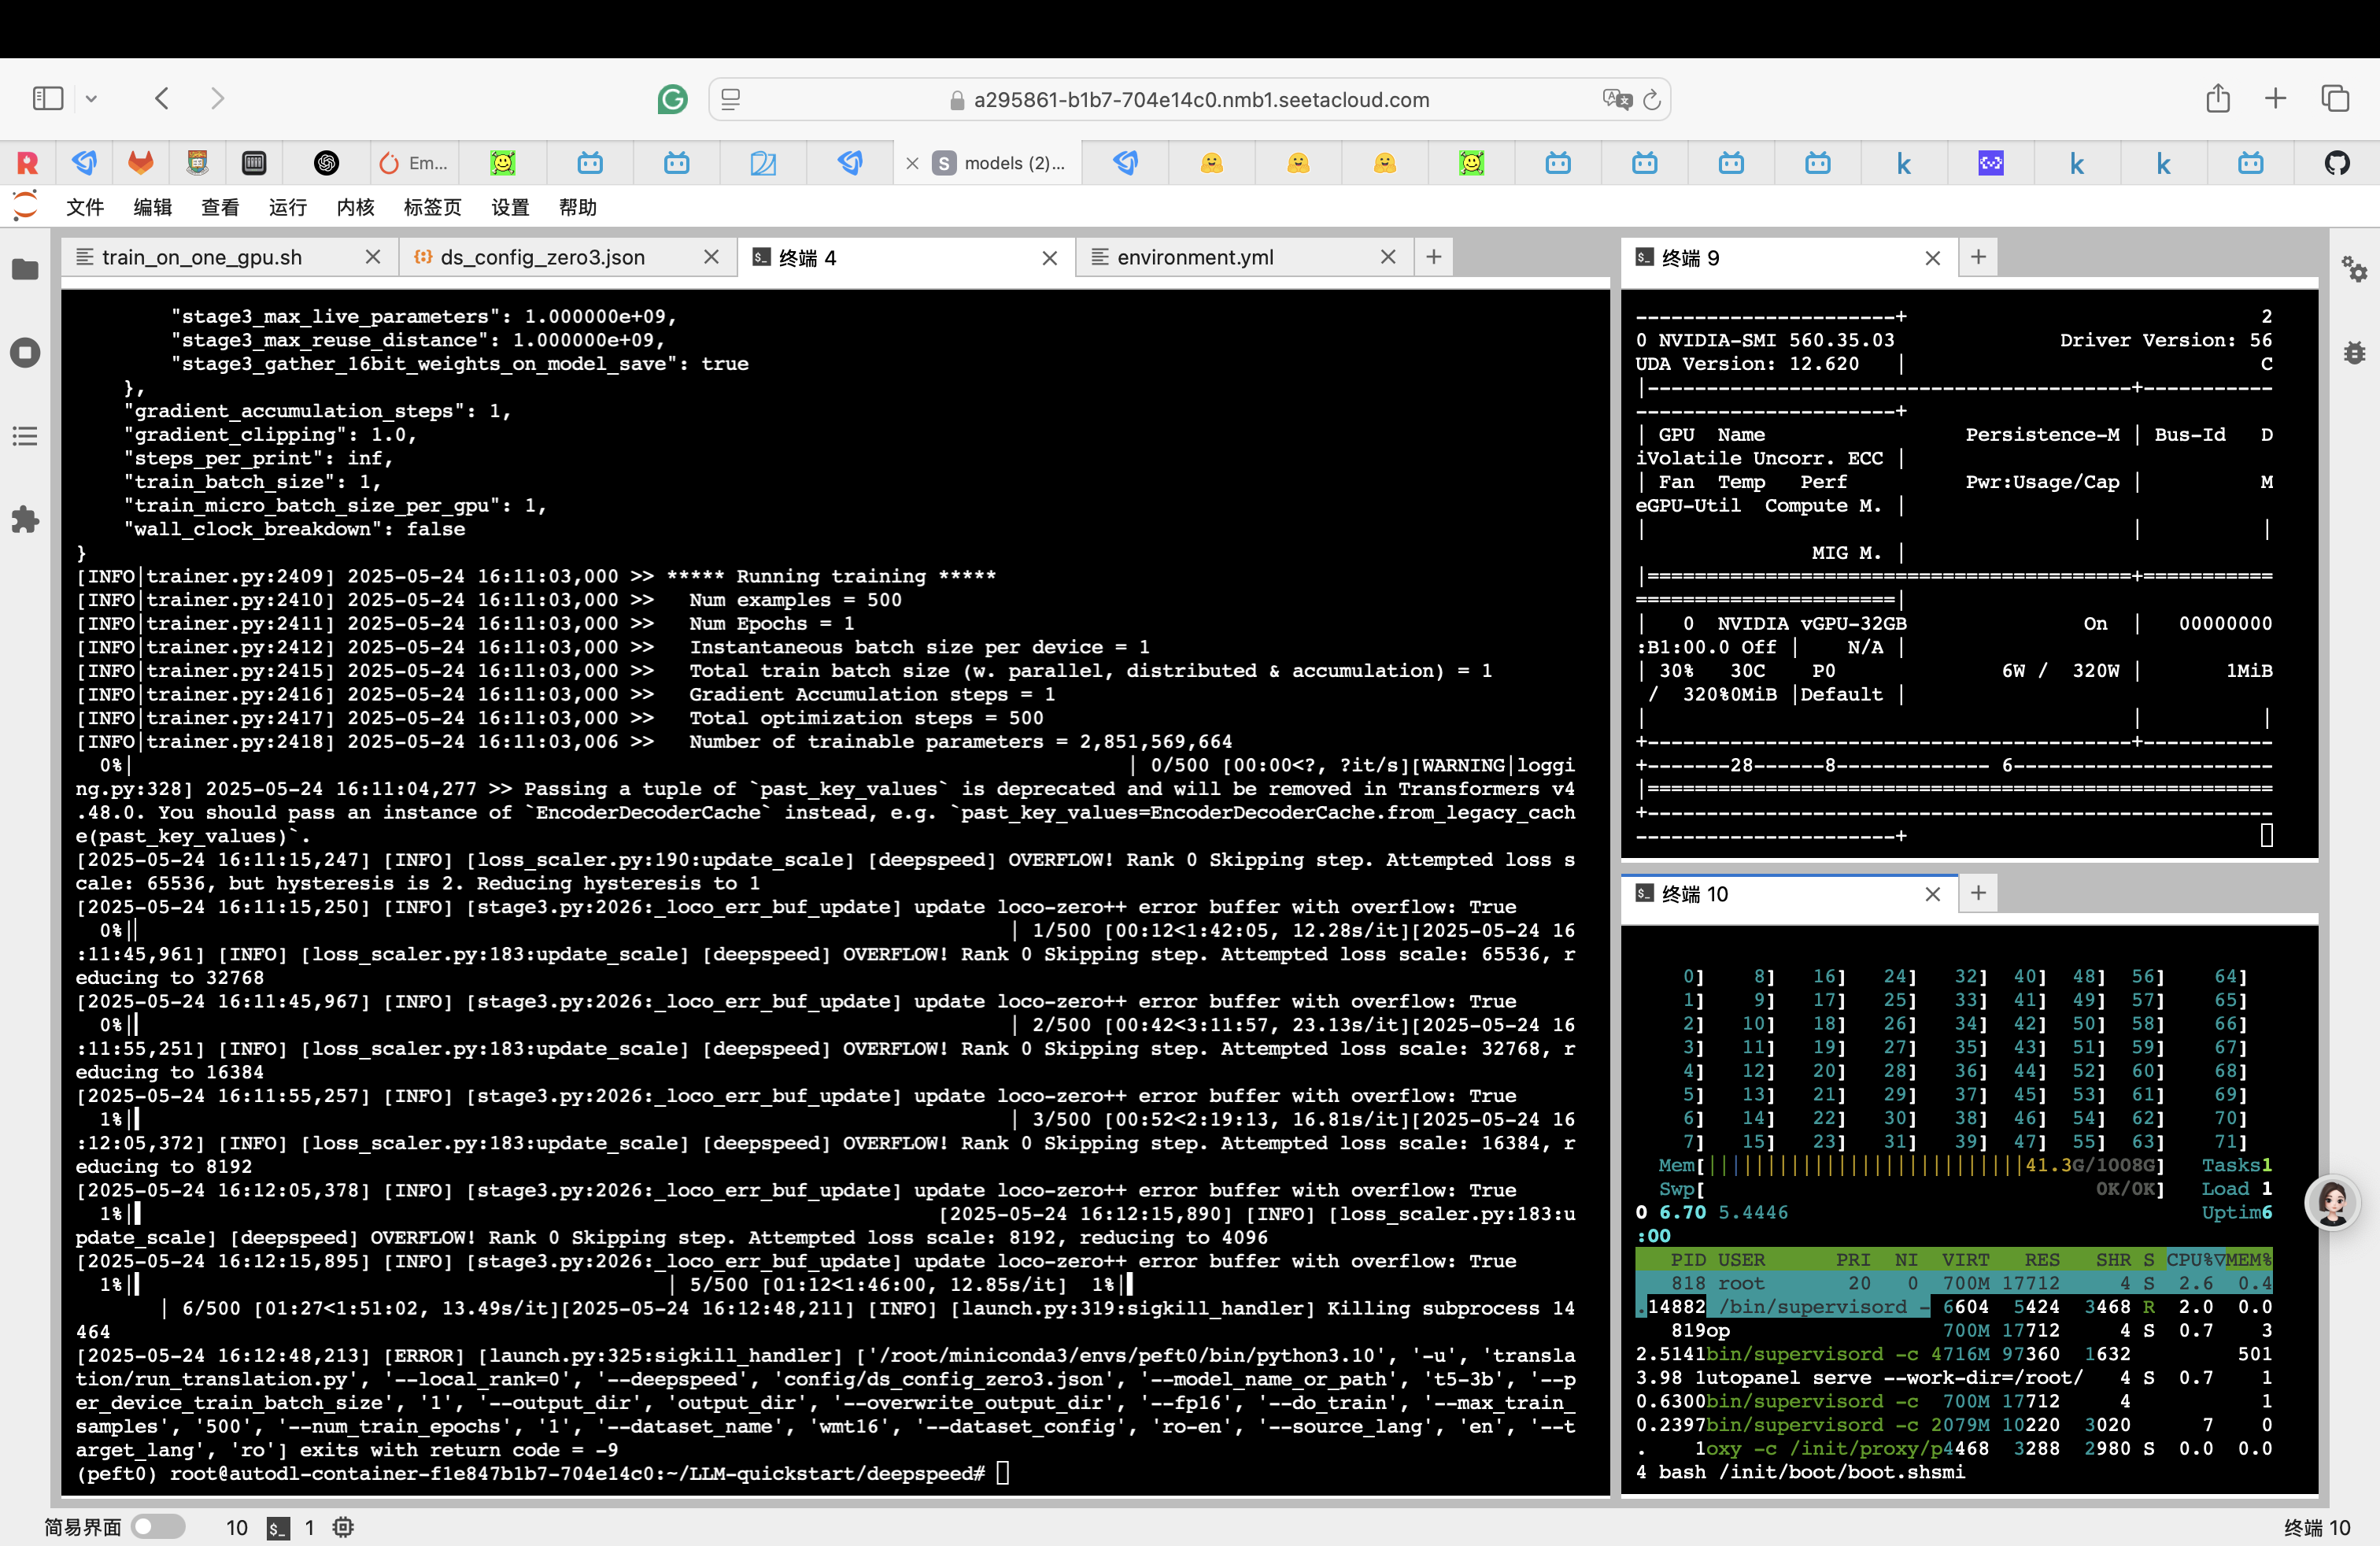 a295861-b1b7-704e14c0.nmb1.seetacloud.com
Em...
models (2)...
文件 编辑 查看 运行 内核 标签页 设置 帮助
train_on_one_gpu.sh
ds_config_zero3.json
终端 4
environment.yml
"stage3_max_live_parameters": 1.000000e+09,
"stage3_max_reuse_distance": 1.000000e+09,
"stage3_gather_16bit_weights_on_model_save": true
},
"gradient_accumulation_steps": 1,
"gradient_clipping": 1.0,
"steps_per_print": inf,
"train_batch_size": 1,
"train_micro_batch_size_per_gpu": 1,
"wall_clock_breakdown": false
}
[INFO|trainer.py:2409] 2025-05-24 16:11:03,000 >> ***** Running training *****
[INFO|trainer.py:2410] 2025-05-24 16:11:03,000 >>   Num examples = 500
[INFO|trainer.py:2411] 2025-05-24 16:11:03,000 >>   Num Epochs = 1
[INFO|trainer.py:2412] 2025-05-24 16:11:03,000 >>   Instantaneous batch size per device = 1
[INFO|trainer.py:2415] 2025-05-24 16:11:03,000 >>   Total train batch size (w. parallel, distributed & accumulation) = 1
[INFO|trainer.py:2416] 2025-05-24 16:11:03,000 >>   Gradient Accumulation steps = 1
[INFO|trainer.py:2417] 2025-05-24 16:11:03,000 >>   Total optimization steps = 500
[INFO|trainer.py:2418] 2025-05-24 16:11:03,006 >>   Number of trainable parameters = 2,851,569,664
0%| | 0/500 [00:00<?, ?it/s][WARNING|loggi
ng.py:328] 2025-05-24 16:11:04,277 >> Passing a tuple of `past_key_values` is deprecated and will be removed in Transformers v4
.48.0. You should pass an instance of `EncoderDecoderCache` instead, e.g. `past_key_values=EncoderDecoderCache.from_legacy_cach
e(past_key_values)`.
[2025-05-24 16:11:15,247] [INFO] [loss_scaler.py:190:update_scale] [deepspeed] OVERFLOW! Rank 0 Skipping step. Attempted loss s
cale: 65536, but hysteresis is 2. Reducing hysteresis to 1
[2025-05-24 16:11:15,250] [INFO] [stage3.py:2026:_loco_err_buf_update] update loco-zero++ error buffer with overflow: True
0%| | 1/500 [00:12<1:42:05, 12.28s/it][2025-05-24 16
:11:45,961] [INFO] [loss_scaler.py:183:update_scale] [deepspeed] OVERFLOW! Rank 0 Skipping step. Attempted loss scale: 65536, r
educing to 32768
[2025-05-24 16:11:45,967] [INFO] [stage3.py:2026:_loco_err_buf_update] update loco-zero++ error buffer with overflow: True
0%| | 2/500 [00:42<3:11:57, 23.13s/it][2025-05-24 16
:11:55,251] [INFO] [loss_scaler.py:183:update_scale] [deepspeed] OVERFLOW! Rank 0 Skipping step. Attempted loss scale: 32768, r
educing to 16384
[2025-05-24 16:11:55,257] [INFO] [stage3.py:2026:_loco_err_buf_update] update loco-zero++ error buffer with overflow: True
1%| | 3/500 [00:52<2:19:13, 16.81s/it][2025-05-24 16
:12:05,372] [INFO] [loss_scaler.py:183:update_scale] [deepspeed] OVERFLOW! Rank 0 Skipping step. Attempted loss scale: 16384, r
educing to 8192
[2025-05-24 16:12:05,378] [INFO] [stage3.py:2026:_loco_err_buf_update] update loco-zero++ error buffer with overflow: True
1%| [2025-05-24 16:12:15,890] [INFO] [loss_scaler.py:183:u
pdate_scale] [deepspeed] OVERFLOW! Rank 0 Skipping step. Attempted loss scale: 8192, reducing to 4096
[2025-05-24 16:12:15,895] [INFO] [stage3.py:2026:_loco_err_buf_update] update loco-zero++ error buffer with overflow: True
1%| | 5/500 [01:12<1:46:00, 12.85s/it]  1%|
| 6/500 [01:27<1:51:02, 13.49s/it][2025-05-24 16:12:48,211] [INFO] [launch.py:319:sigkill_handler] Killing subprocess 14
464
[2025-05-24 16:12:48,213] [ERROR] [launch.py:325:sigkill_handler] ['/root/miniconda3/envs/peft0/bin/python3.10', '-u', 'transla
tion/run_translation.py', '--local_rank=0', '--deepspeed', 'config/ds_config_zero3.json', '--model_name_or_path', 't5-3b', '--p
er_device_train_batch_size', '1', '--output_dir', 'output_dir', '--overwrite_output_dir', '--fp16', '--do_train', '--max_train_
samples', '500', '--num_train_epochs', '1', '--dataset_name', 'wmt16', '--dataset_config', 'ro-en', '--source_lang', 'en', '--t
arget_lang', 'ro'] exits with return code = -9
(peft0) root@autodl-container-f1e847b1b7-704e14c0:~/LLM-quickstart/deepspeed#
终端 9
----------------------+ 2
0 NVIDIA-SMI 560.35.03 Driver Version: 56
UDA Version: 12.620 | C
|-----------------------------------------+-----------
----------------------+
| GPU  Name Persistence-M | Bus-Id D
iVolatile Uncorr. ECC |
| Fan  Temp   Perf Pwr:Usage/Cap | M
eGPU-Util  Compute M. |
| | |
MIG M. |
|=========================================+===========
======================|
|   0  NVIDIA vGPU-32GB On  |   00000000
:B1:00.0 Off |    N/A |
| 30%   30C    P0 6W /  320W | 1MiB
/  320%0MiB |Default |
| | |
+-----------------------------------------+-----------
+-------28------8-------------- 6----------------------
|=====================================================
+-----------------------------------------------------
----------------------+
终端 10
0] 8] 16] 24] 32] 40] 48] 56] 64]
1] 9] 17] 25] 33] 41] 49] 57] 65]
2] 10] 18] 26] 34] 42] 50] 58] 66]
3] 11] 19] 27] 35] 43] 51] 59] 67]
4] 12] 20] 28] 36] 44] 52] 60] 68]
5] 13] 21] 29] 37] 45] 53] 61] 69]
6] 14] 22] 30] 38] 46] 54] 62] 70]
7] 15] 23] 31] 39] 47] 55] 63] 71]
Mem[ 41.3G/1008G] Tasks1
Swp[ 0K/0K] Load 1
0 6.70 5.4446 Uptim6
:00
PID USER PRI NI VIRT RES SHR S CPU%▽MEM%
818 root 20 0 700M 17712 4 S 2.6 0.4
.14882 /bin/supervisord - 6604 5424 3468 R 2.0 0.0
819op 700M 17712 4 S 0.7 3
2.5141bin/supervisord -c 4716M 97360 1632 501
3.98 1utopanel serve --work-dir=/root/ 4 S 0.7 1
0.6300bin/supervisord -c 700M 17712 4 1
0.2397bin/supervisord -c 2079M 10220 3020 7 0
. 1oxy -c /init/proxy/p4468 3288 2980 S 0.0 0.0
4 bash /init/boot/boot.shsmi
简易界面 10 1 终端 10